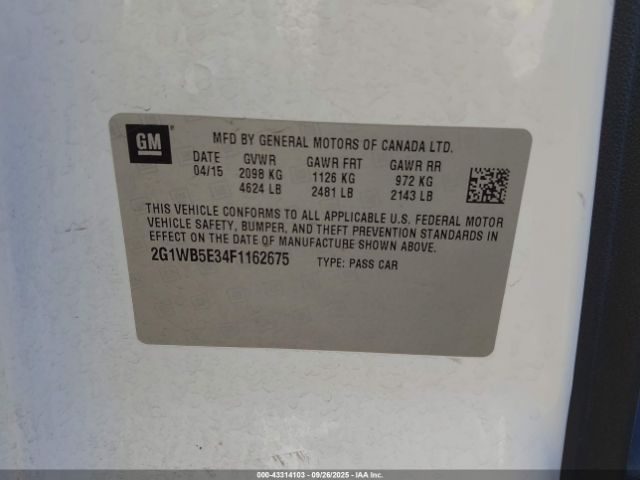 GM
MFD BY GENERAL MOTORS OF CANADA LTD.
DATE GVWR GAWR FRT GAWR RR
04/15 2098 KG 1126 KG 972 KG
4624 LB 2481 LB 2143 LB
THIS VEHICLE CONFORMS TO ALL APPLICABLE U.S. FEDERAL MOTOR
VEHICLE SAFETY, BUMPER, AND THEFT PREVENTION STANDARDS IN
EFFECT ON THE DATE OF MANUFACTURE SHOWN ABOVE.
2G1WB5E34F1162675 TYPE: PASS CAR
000-43314103 | 09/26/2025 | IAAI.COM